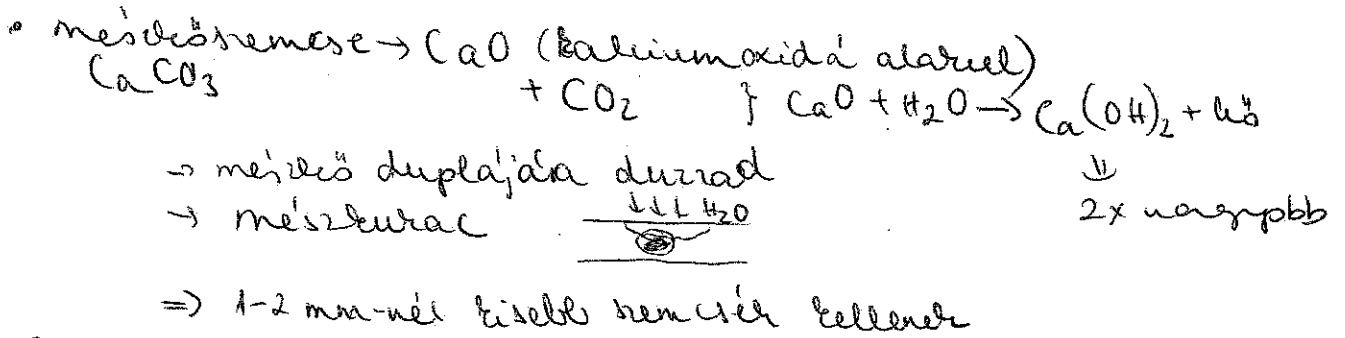 • mészkőszemcse → CaO (kalciumoxidá alakul)
CaCO3 + CO2 } CaO + H2O → Ca(OH)2 + hő
→ mészkő duplájára duzzad ⇓
→ mészkukac ↓↓↓ H2O 2x nagyobb
⇒ 1-2 mm-nél kisebb szemcsék kellenek